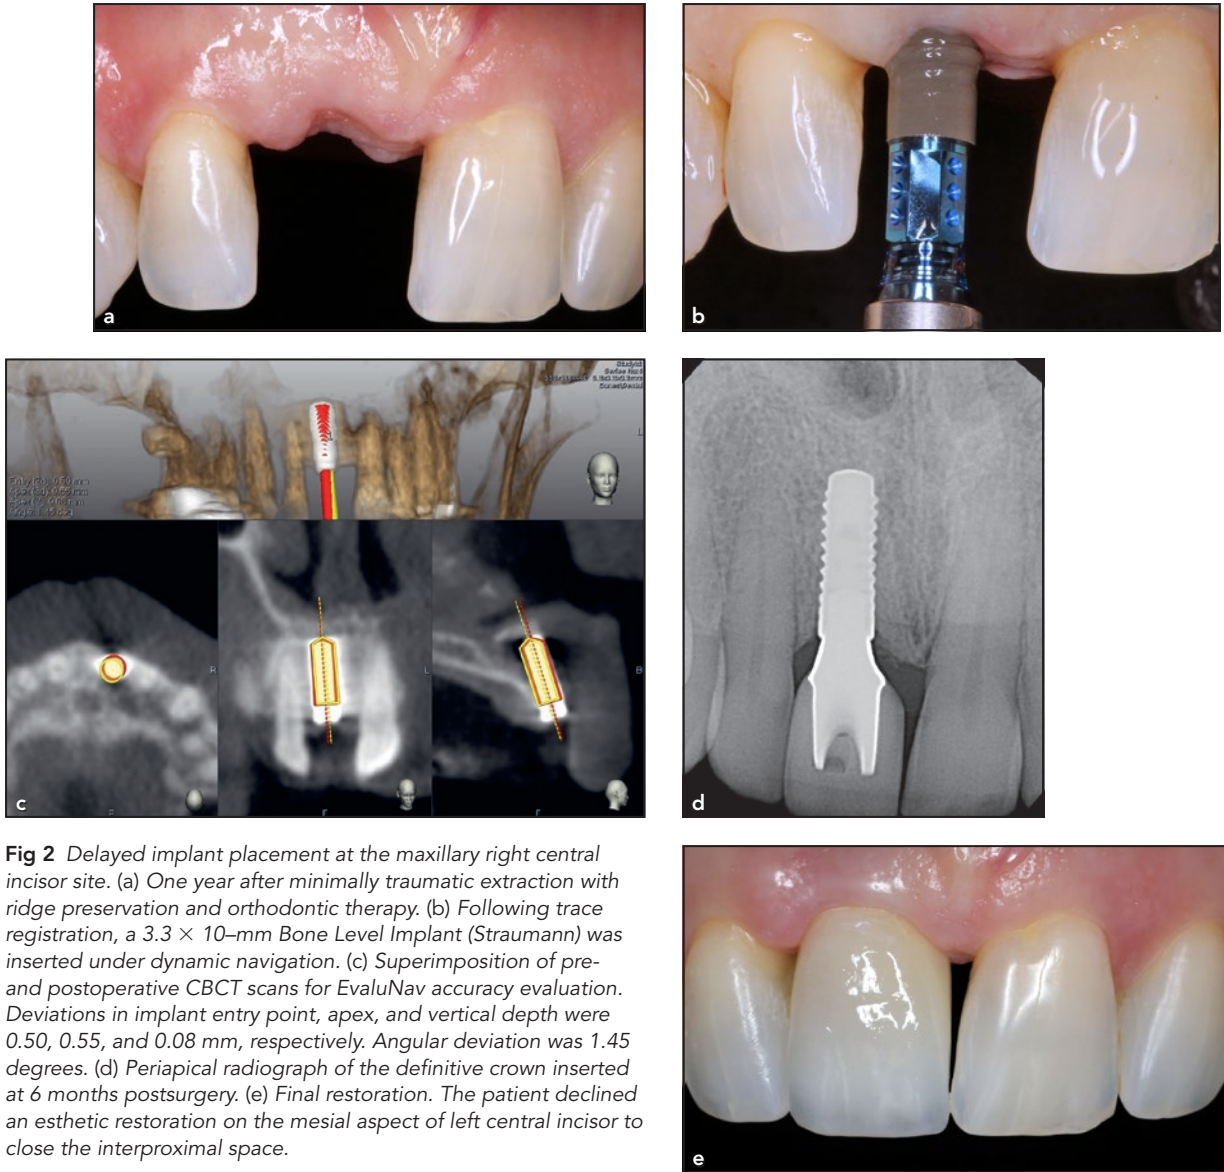 a
b
c
d
Fig 2 Delayed implant placement at the maxillary right central
incisor site. (a) One year after minimally traumatic extraction with
ridge preservation and orthodontic therapy. (b) Following trace
registration, a 3.3 × 10–mm Bone Level Implant (Straumann) was
inserted under dynamic navigation. (c) Superimposition of pre-
and postoperative CBCT scans for EvaluNav accuracy evaluation.
Deviations in implant entry point, apex, and vertical depth were
0.50, 0.55, and 0.08 mm, respectively. Angular deviation was 1.45
degrees. (d) Periapical radiograph of the definitive crown inserted
at 6 months postsurgery. (e) Final restoration. The patient declined
an esthetic restoration on the mesial aspect of left central incisor to
close the interproximal space.
e